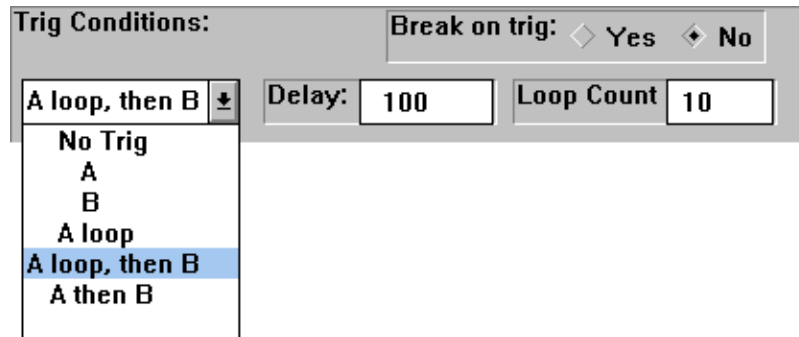 Trig Conditions:
Break on trig: Yes No
A loop, then B
Delay: 100
Loop Count 10
No Trig
A
B
A loop
A loop, then B
A then B